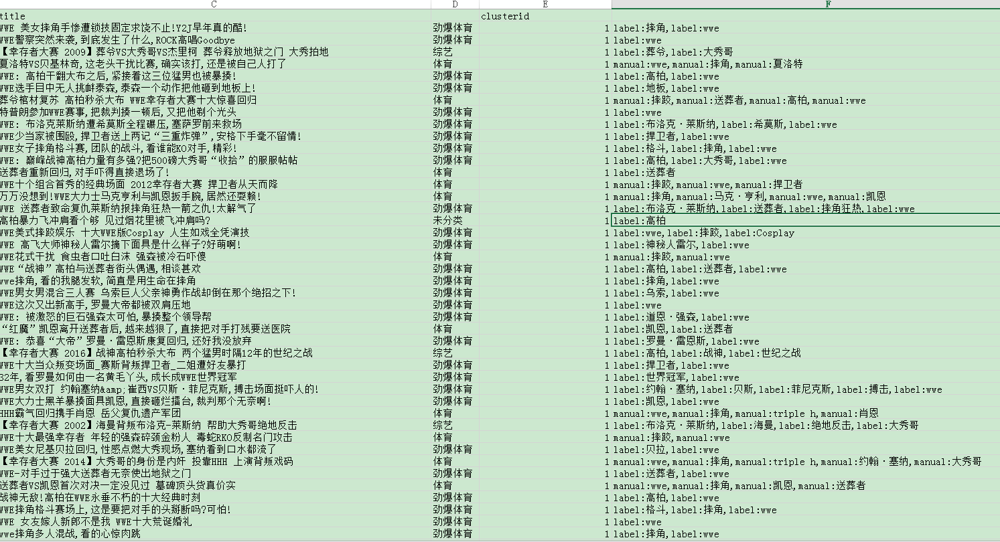 C D E F
title clusterid
WWE 美女摔角手惨遭锁技固定求饶不止!Y2J早年真的酷! 劲爆体育 1 label:摔角,label:wwe
WWE警察突然来袭,到底发生了什么,ROCK高唱Goodbye 劲爆体育 1 label:wwe
【幸存者大赛 2009】葬爷VS大秀哥VS杰里柯 葬爷释放地狱之门 大秀拍地 综艺 1 label:葬爷,label:大秀哥
夏洛特VS贝基林奇,这老头干扰比赛,确实该打,还是被自己人打了 体育 1 manual:wwe,manual:摔角,manual:夏洛特
WWE: 高柏干翻大布之后,紧接着这三位猛男也被暴揍! 劲爆体育 1 label:高柏,label:wwe
WWE选手目中无人挑衅泰森,泰森一个动作把他砸到地板上! 劲爆体育 1 label:地板,label:wwe
葬爷棺材复苏 高柏秒杀大布 WWE幸存者大赛十大惊喜回归 体育 1 manual:摔跤,manual:送葬者,manual:高柏,manual:wwe
特普朗参加WWE赛事,把裁判揍一顿后,又把他剃个光头 劲爆体育 1 label:wwe
WWE: 布洛克莱斯纳遭希莫斯全程碾压,塞萨罗前来救场 劲爆体育 1 label:布洛克·莱斯纳,label:希莫斯,label:wwe
WWE少当家被围殴,捍卫者送上两记“三重炸弹”,安格下手毫不留情! 劲爆体育 1 label:捍卫者,label:wwe
WWE女子摔角格斗赛,团队的战斗,看谁能KO对手,精彩! 劲爆体育 1 label:格斗,label:摔角,label:wwe
WWE: 巅峰战神高柏力量有多强?把500磅大秀哥“收拾”的服服帖帖 劲爆体育 1 label:高柏,label:大秀哥,label:wwe
送葬者重新回归,对手吓得直接退场了! 体育 1 label:送葬者
WWE十个组合首秀的经典场面 2012幸存者大赛 捍卫者从天而降 体育 1 manual:摔跤,manual:wwe,manual:捍卫者
万万没想到!WWE大力士马克亨利与凯恩扳手腕,居然还耍赖! 体育 1 manual:摔角,manual:马克·亨利,manual:wwe,manual:凯恩
WWE 送葬者致命复仇莱斯纳报摔角狂热一箭之仇!太解气了 劲爆体育 1 label:布洛克·莱斯纳,label:送葬者,label:摔角狂热,label:wwe
高柏暴力飞冲肩看个够 见过烟花里被飞冲肩吗? 未分类 1 label:高柏
WWE美式摔跤娱乐 十大WWE版Cosplay 人生如戏全凭演技 劲爆体育 1 label:wwe,label:摔跤,label:Cosplay
WWE 高飞大师神秘人雷尔摘下面具是什么样子?好萌啊! 劲爆体育 1 label:神秘人雷尔,label:wwe
WWE花式干扰 食虫者口吐白沫 强森被冷石吓傻 体育 1 manual:摔跤,manual:wwe
WWE“战神”高柏与送葬者街头偶遇,相谈甚欢 劲爆体育 1 label:高柏,label:送葬者,label:wwe
wwe摔角,看的我腿发软,简直是用生命在摔角 劲爆体育 1 label:摔角,label:wwe
WWE男女男混合三人赛 乌索巨人父亲神勇作战却倒在那个绝招之下! 劲爆体育 1 label:乌索,label:wwe
WWE这次又出新高手,罗曼大帝都被双肩压地 劲爆体育 1 label:wwe
WWE: 被激怒的巨石强森太可怕,暴揍整个领导帮 劲爆体育 1 label:道恩·强森,label:wwe
“红魔”凯恩离开送葬者后,越来越狠了,直接把对手打残要送医院 体育 1 label:凯恩,label:送葬者
WWE: 恭喜“大帝”罗曼·雷恩斯康复回归,还好我没放弃 劲爆体育 1 label:罗曼·雷恩斯,label:wwe
【幸存者大赛 2016】战神高柏秒杀大布 两个猛男时隔12年的世纪之战 综艺 1 label:高柏,label:战神,label:世纪之战
WWE十大当众叛变场面_赛斯背叛捍卫者_二姐遭好友暴打 劲爆体育 1 label:捍卫者,label:wwe
32年,看罗曼如何由一名黄毛丫头,成长成WWE世界冠军 劲爆体育 1 label:世界冠军,label:wwe
WWE男女双打 约翰塞纳&amp;崔西VS贝斯·菲尼克斯,搏击场面挺吓人的! 劲爆体育 1 label:约翰·塞纳,label:贝斯,label:菲尼克斯,label:搏击,label:wwe
WWE大力士黑羊暴揍面具凯恩,直接砸烂擂台,裁判那个无奈啊! 劲爆体育 1 label:凯恩,label:wwe
HHH霸气回归携手肖恩 岳父复仇遗产军团 体育 1 manual:wwe,manual:摔角,manual:triple h,manual:肖恩
【幸存者大赛 2002】海曼背叛布洛克-莱斯纳 帮助大秀哥绝地反击 综艺 1 label:布洛克·莱斯纳,label:海曼,label:绝地反击,label:大秀哥
WWE十大最强幸存者 年轻的强森碎颈金粉人 毒蛇RKO反制名门攻击 体育 1 manual:摔跤,manual:wwe
WWE美女尼基贝拉回归,性感点燃大秀现场,塞纳看到口水都流了 劲爆体育 1 label:贝拉,label:wwe
【幸存者大赛 2014】大秀哥的身份是内奸 投靠HHH 上演背叛戏码 体育 1 manual:wwe,manual:摔角,manual:triple h,manual:约翰·塞纳,manual:大秀哥
WWE-对手过于强大送葬者无奈使出地狱之门 劲爆体育 1 label:送葬者,label:wwe
送葬者VS凯恩首次对决一定没见过 墓碑顶头货真价实 体育 1 manual:wwe,manual:摔角,manual:凯恩,manual:送葬者
战神无敌!高柏在WWE永垂不朽的十大经典时刻 劲爆体育 1 label:高柏,label:wwe
WWE摔角格斗赛场上,这是要把对手的头掰断吗?可怕! 劲爆体育 1 label:格斗,label:摔角,label:wwe
WWE 女友嫁人新郎不是我 WWE十大荒诞婚礼 劲爆体育 1 label:wwe
wwe摔角多人混战,看的心惊肉跳 劲爆体育 1 label:摔角,label:wwe